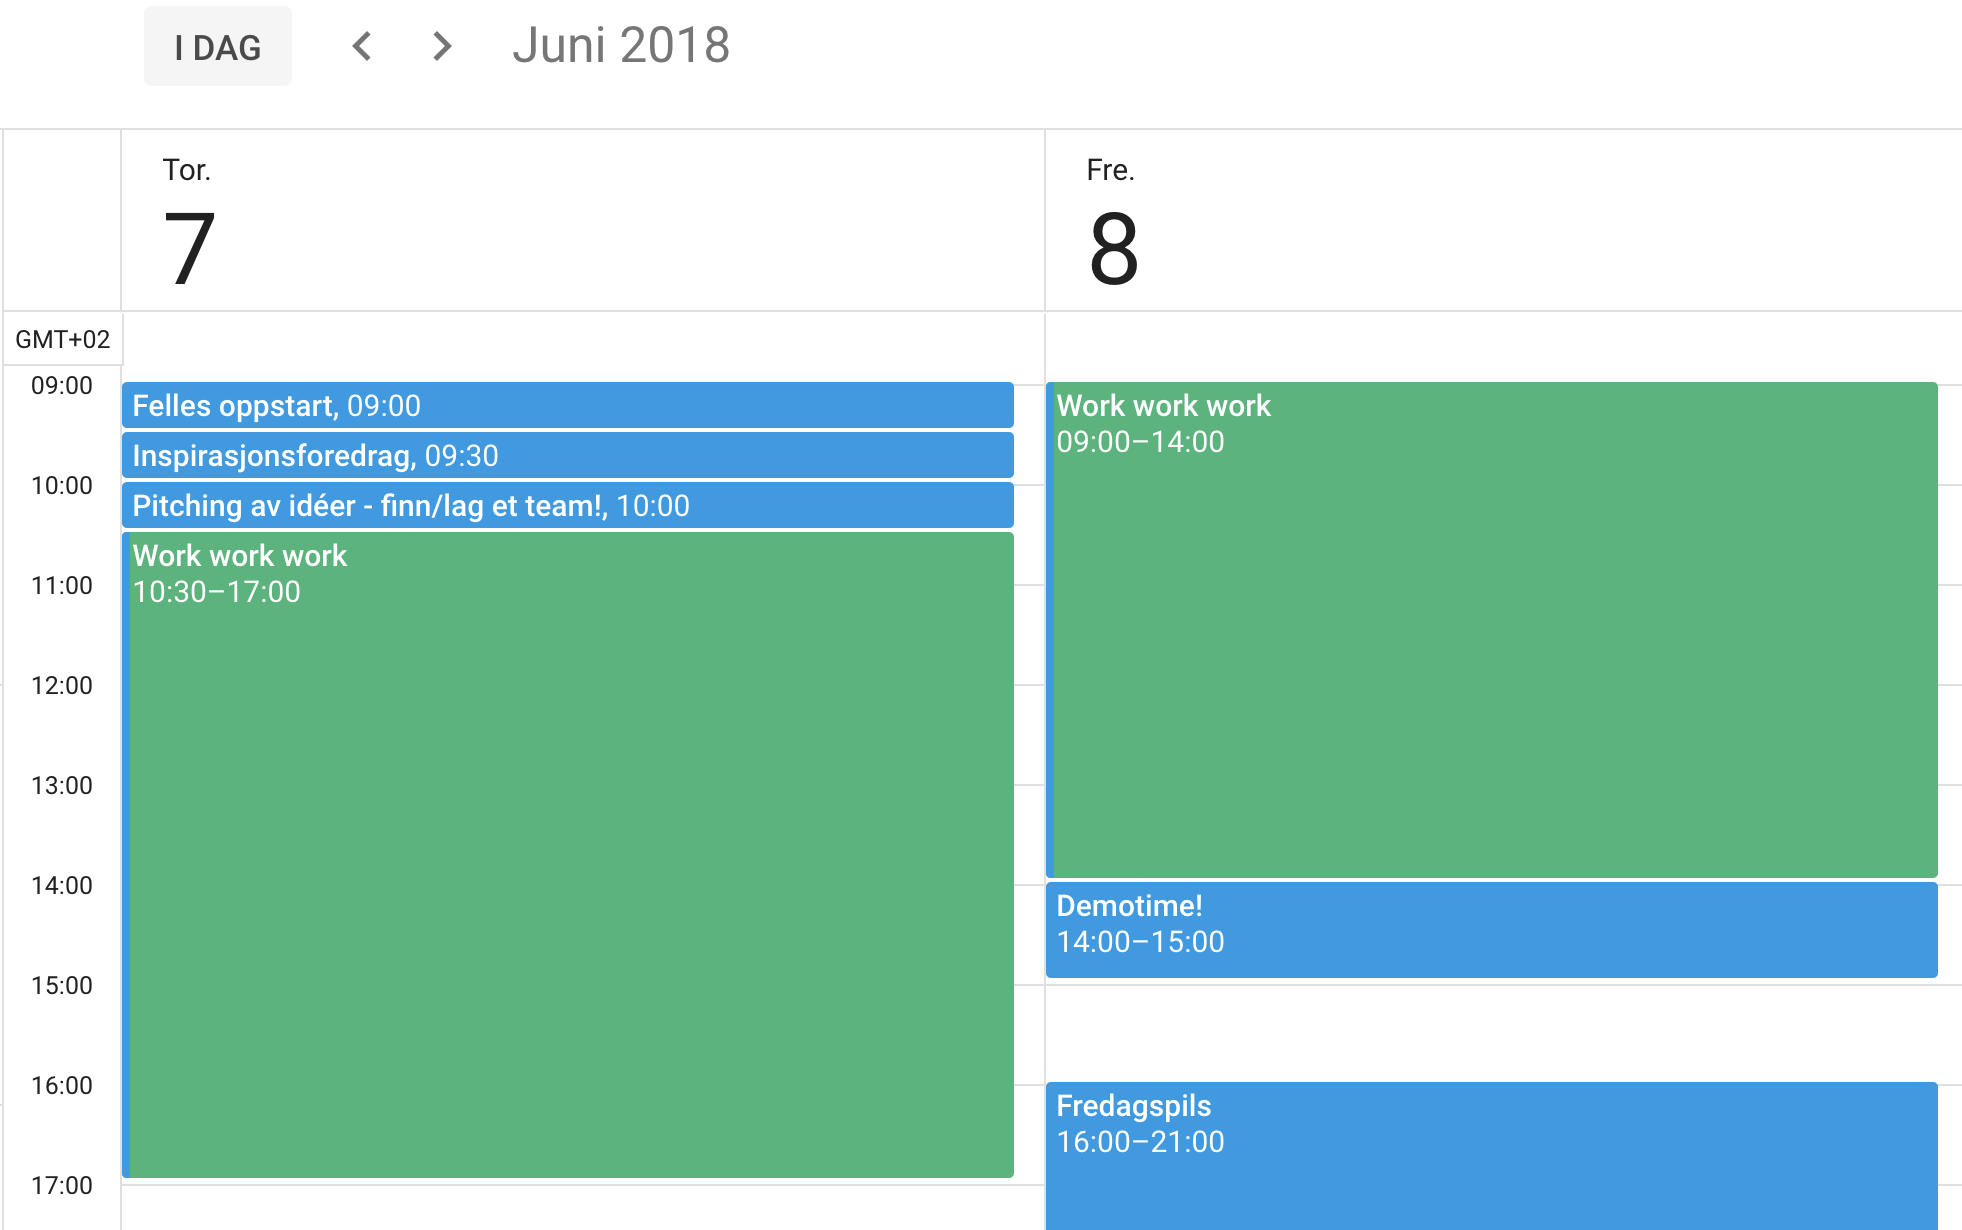 I DAG
Juni 2018
Tor.
7
Fre.
8
GMT+02
09:00
10:00
11:00
12:00
13:00
14:00
15:00
16:00
17:00
Felles oppstart, 09:00
Inspirasjonsforedrag, 09:30
Pitching av idéer - finn/lag et team!, 10:00
Work work work
10:30–17:00
Work work work
09:00–14:00
Demotime!
14:00–15:00
Fredagspils
16:00–21:00